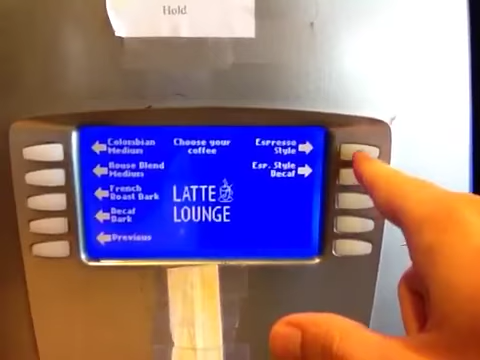 Hold
Colombian
Medium
House Blend
Medium
French
Roast Dark
Decaf
Dark
Previous
Choose your
coffee
LATTE
LOUNGE
Espresso
Style
Esp. Style
Decaf